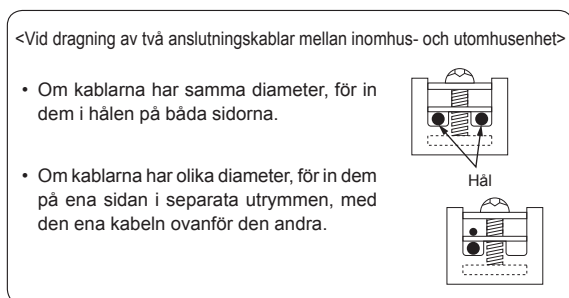 <Vid dragning av två anslutningskablar mellan inomhus- och utomhusenhet>
• Om kablarna har samma diameter, för in
dem i hålen på båda sidorna.
Hål
• Om kablarna har olika diameter, för in dem
på ena sidan i separata utrymmen, med
den ena kabeln ovanför den andra.